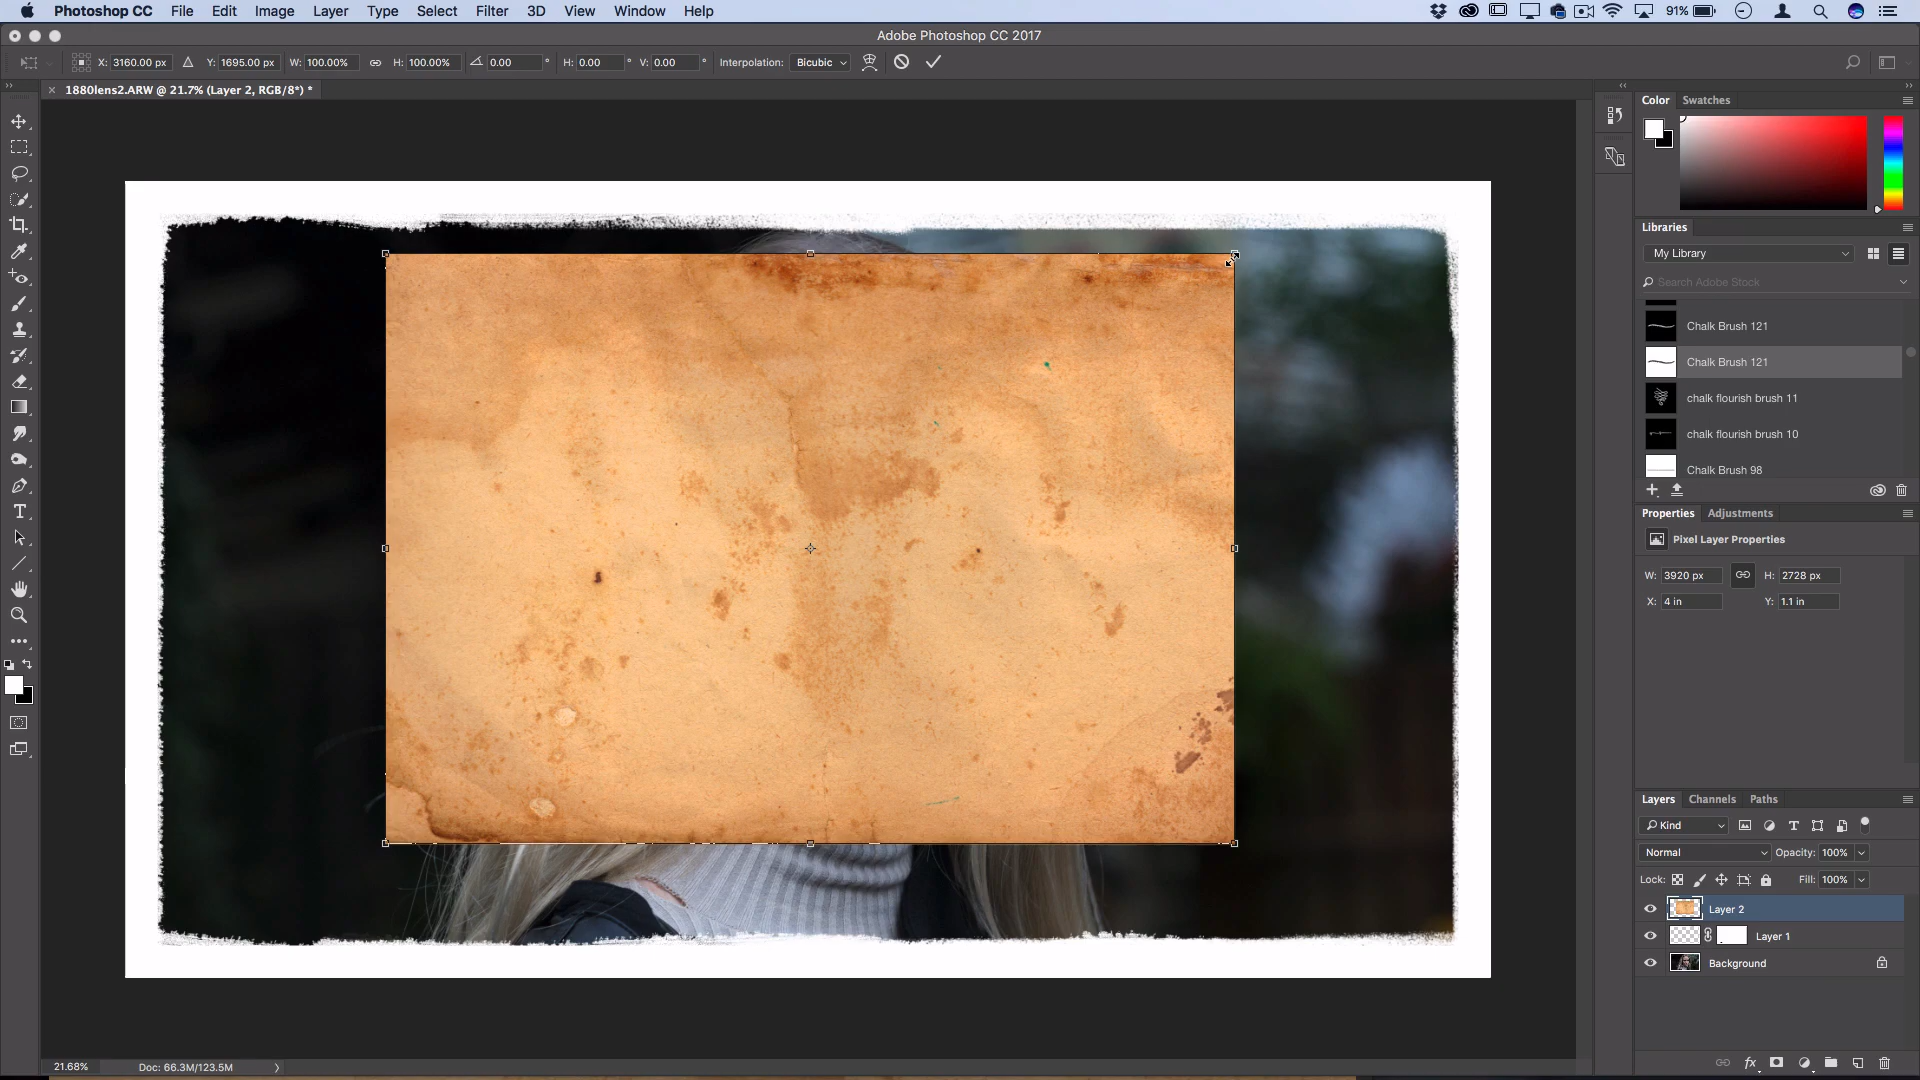 Photoshop CC File Edit Image Layer Type Select Filter 3D View Window Help 91%
Adobe Photoshop CC 2017
X: 3160.00 px Y: 1695.00 px W: 100.00% H: 100.00% 0.00 ° H: 0.00 ° V: 0.00 ° Interpolation: Bicubic
× 1880lens2.ARW @ 21.7% (Layer 2, RGB/8*) *
Color Swatches
Libraries
My Library
Search Adobe Stock
Chalk Brush 121
Chalk Brush 121
chalk flourish brush 11
chalk flourish brush 10
Chalk Brush 98
Properties Adjustments
Pixel Layer Properties
W: 3920 px H: 2728 px
X: 4 in Y: 1.1 in
Layers Channels Paths
Kind
Normal Opacity: 100%
Lock: Fill: 100%
Layer 2
Layer 1
Background
fx
21.68% Doc: 66.3M/123.5M